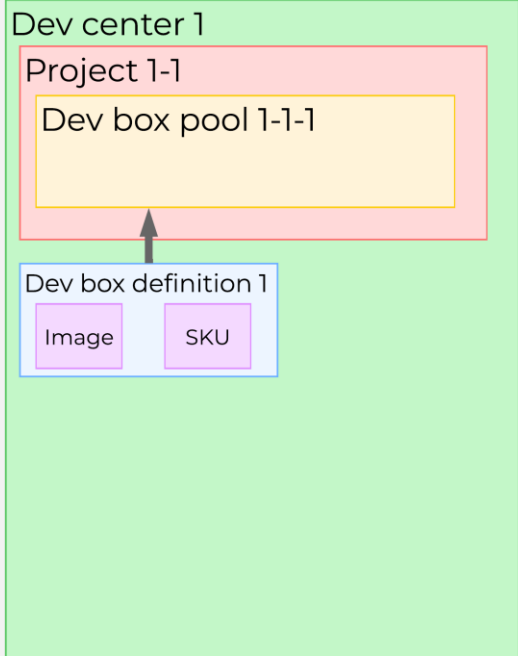 Dev center 1
Project 1-1
Dev box pool 1-1-1
Dev box definition 1
Image
SKU